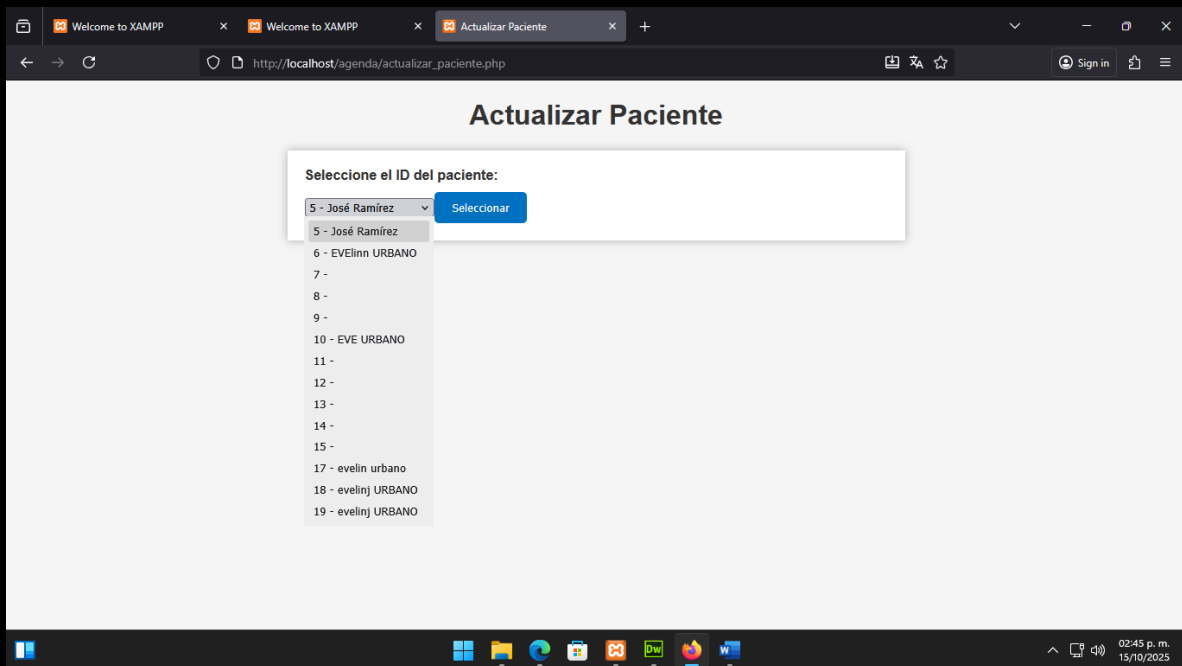 Welcome to XAMPP
Welcome to XAMPP
Actualizar Paciente
http://localhost/agenda/actualizar_paciente.php
Sign in
Actualizar Paciente
Seleccione el ID del paciente:
5 - José Ramírez
Seleccionar
5 - José Ramírez
6 - EVElinn URBANO
7 -
8 -
9 -
10 - EVE URBANO
11 -
12 -
13 -
14 -
15 -
17 - evelin urbano
18 - evelinj URBANO
19 - evelinj URBANO
Dw
W
02:45 p. m.
15/10/2025